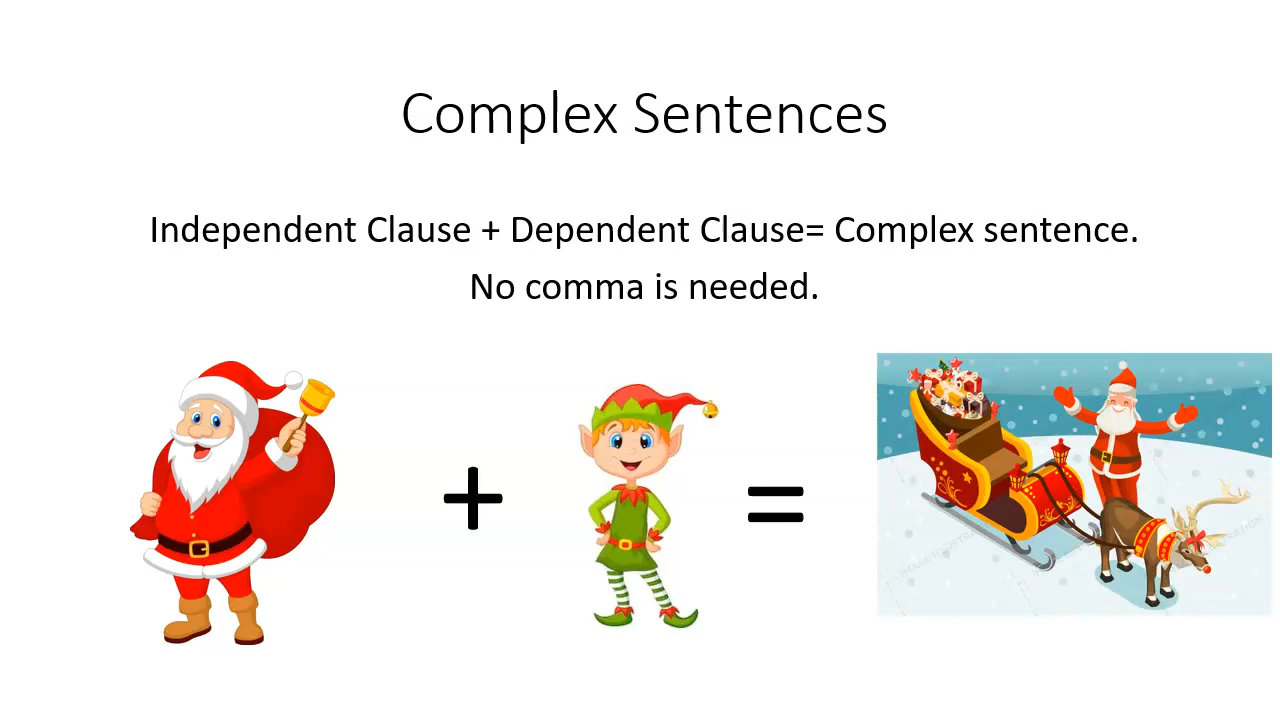 Complex Sentences
Independent Clause + Dependent Clause= Complex sentence.
No comma is needed.
+
=